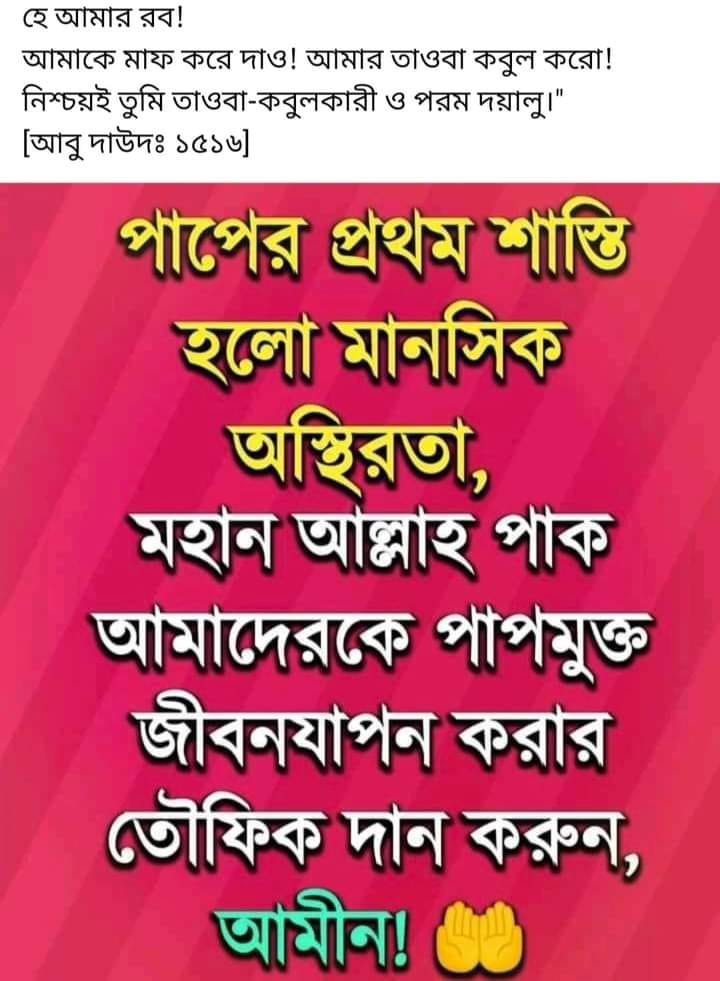 হে আমার রব!
আমাকে মাফ করে দাও! আমার তাওবা কবুল করো!
নিশ্চয়ই তুমি তাওবা-কবুলকারী ও পরম দয়ালু।"
[আবু দাউদঃ ১৫১৬]
পাপের প্রথম শাস্তি
হলো মানসিক
অস্থিরতা,
মহান আল্লাহ পাক
আমাদেরকে পাপমুক্ত
জীবনযাপন করার
তৌফিক দান করুন,
আমীন! 🤲